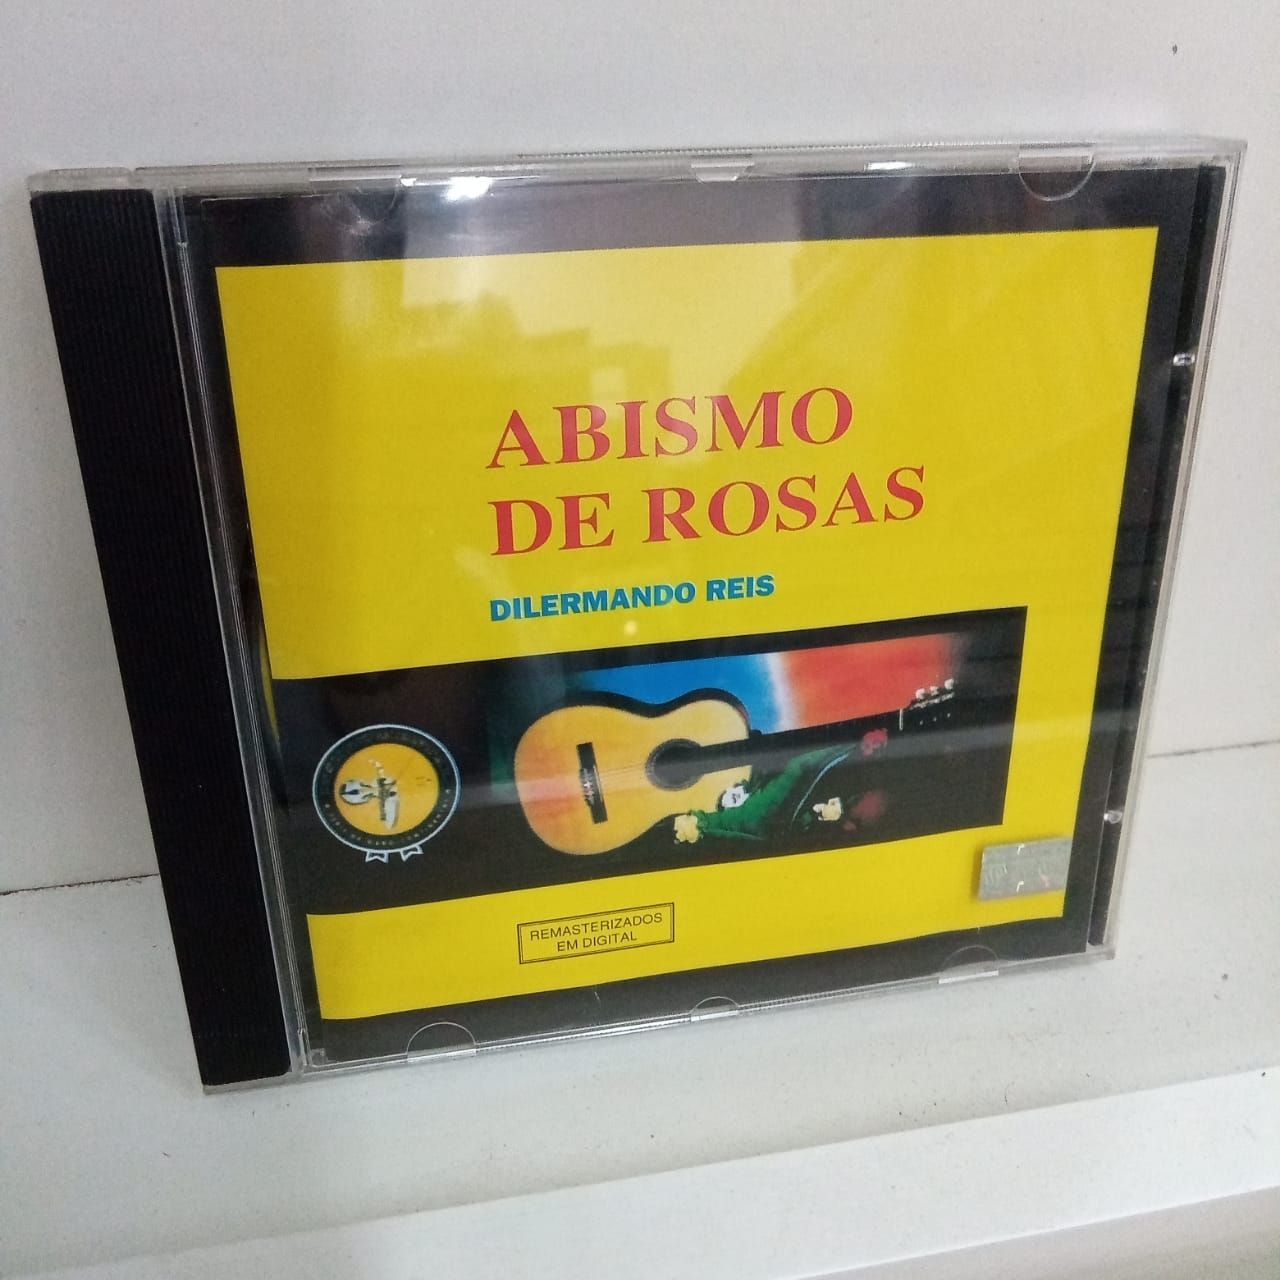 ABISMO
DE ROSAS
DILERMANDO REIS
REMASTERIZADOS
EM DIGITAL